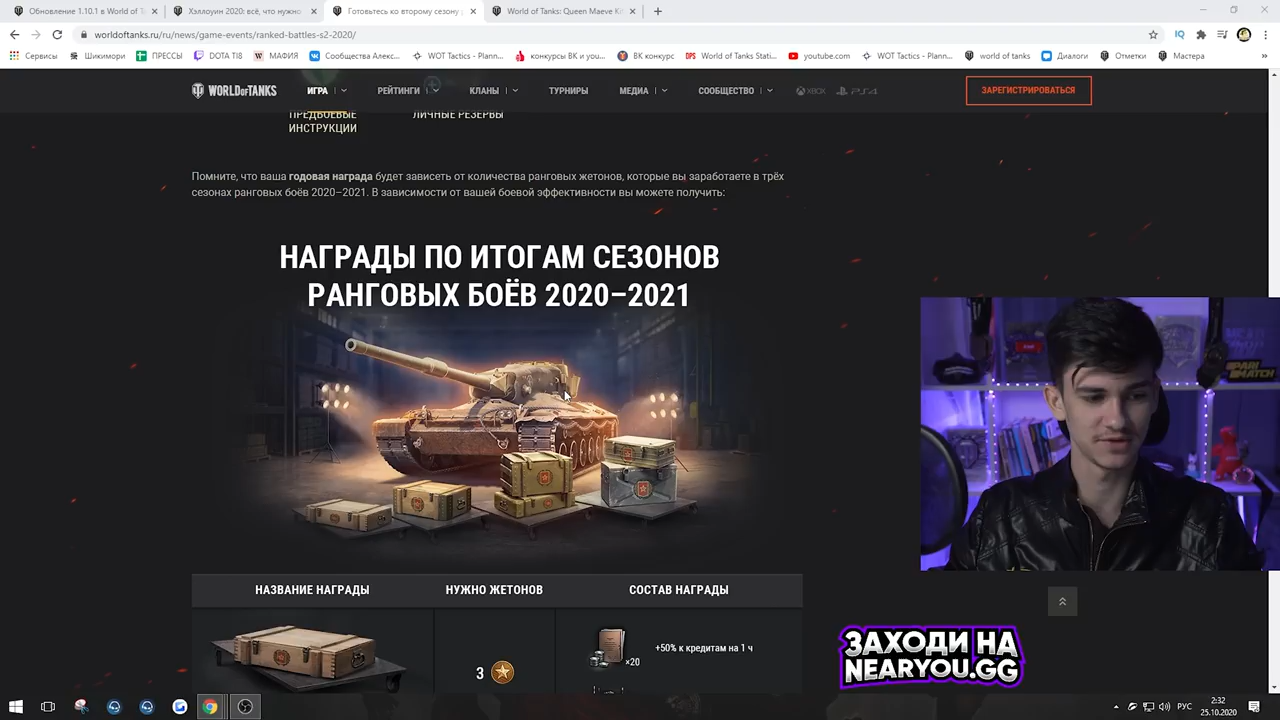 Обновление 1.10.1 в World of T
Хэллоуин 2020: всё, что нужно
Готовьтесь ко второму сезону
World of Tanks: Queen Maeve Ki
worldoftanks.ru/ru/news/game-events/ranked-battles-s2-2020/
Сервисы
Шикимори
ПРЕССЫ
DOTA TI8
МАФИЯ
Сообщества Алекс...
WOT Tactics - Plann...
конкурсы ВК и you...
ВК конкурс
World of Tanks Stati...
youtube.com
WOT Tactics - Plann...
world of tanks
Диалоги
Отметки
Мастера
WORLD OF TANKS
ИГРА
РЕЙТИНГИ
КЛАНЫ
ТУРНИРЫ
МЕДИА
СООБЩЕСТВО
XBOX
PS4
ЗАРЕГИСТРИРОВАТЬСЯ
ПРЕДБОЕВЫЕ
ИНСТРУКЦИИ
ЛИЧНЫЕ РЕЗЕРВЫ
Помните, что ваша годовая награда будет зависеть от количества ранговых жетонов, которые вы заработаете в трёх
сезонах ранговых боёв 2020–2021. В зависимости от вашей боевой эффективности вы можете получить:
НАГРАДЫ ПО ИТОГАМ СЕЗОНОВ
РАНГОВЫХ БОЁВ 2020–2021
НАЗВАНИЕ НАГРАДЫ
НУЖНО ЖЕТОНОВ
СОСТАВ НАГРАДЫ
3
×20
+50% к кредитам на 1 ч
PARI
MATCH
ЗАХОДИ НА
NEARYOU.GG
РУС
2:32
25.10.2020